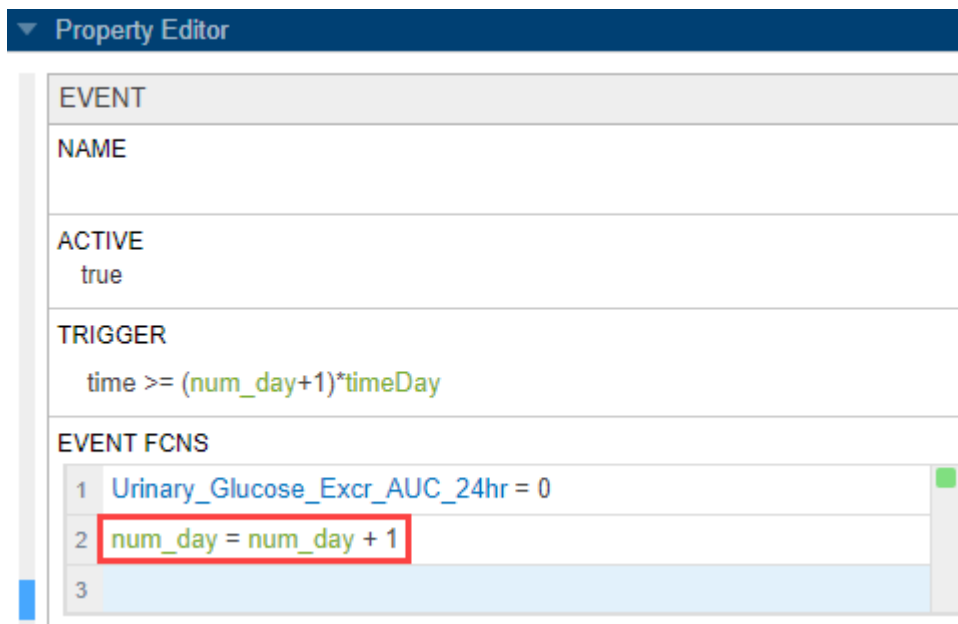 Property Editor
EVENT
NAME
ACTIVE
true
TRIGGER
time >= (num_day+1)*timeDay
EVENT FCNS
1 Urinary_Glucose_Excr_AUC_24hr = 0
2 num_day = num_day + 1
3